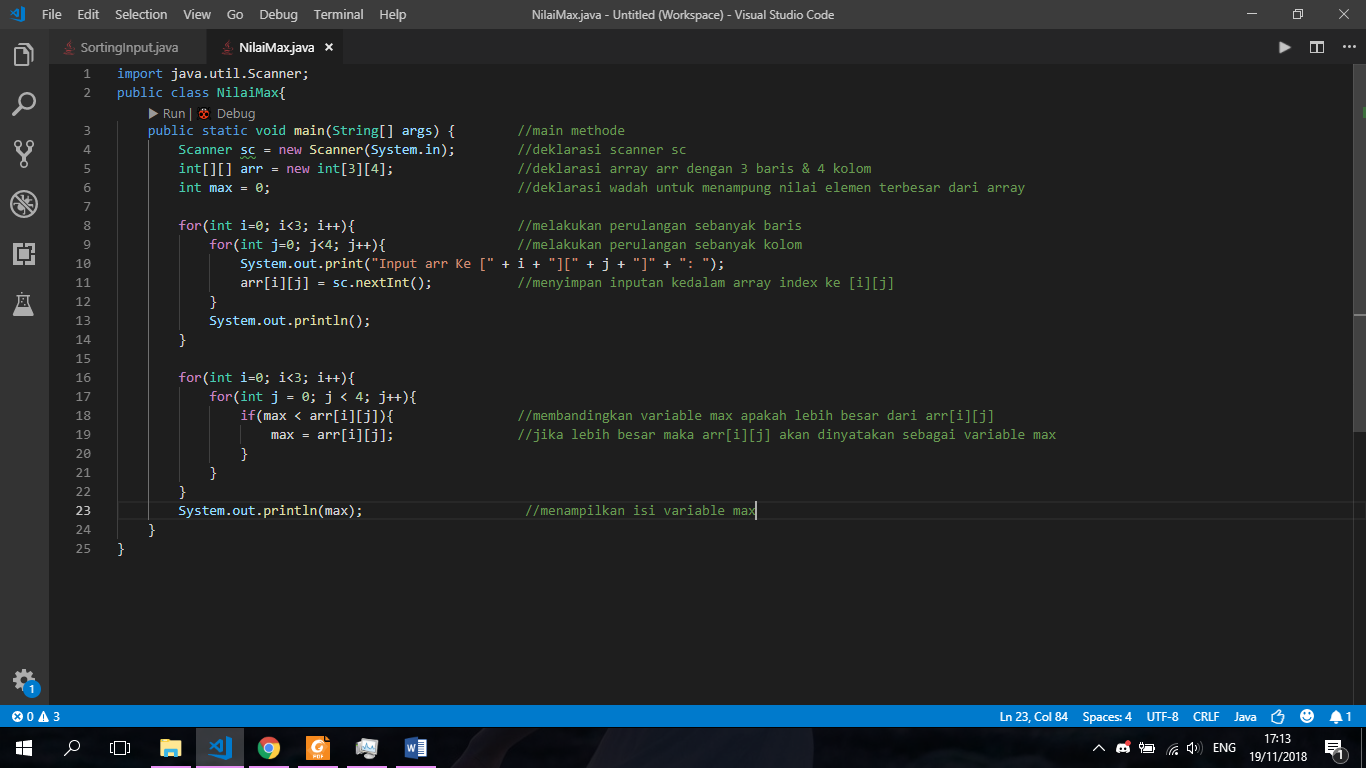 File Edit Selection View Go Debug Terminal Help NilaiMax.java - Untitled (Workspace) - Visual Studio Code
SortingInput.java NilaiMax.java ×
1 import java.util.Scanner;
2 public class NilaiMax{
Run | Debug
3 public static void main(String[] args) { //main methode
4 Scanner sc = new Scanner(System.in); //deklarasi scanner sc
5 int[][] arr = new int[3][4]; //deklarasi array arr dengan 3 baris & 4 kolom
6 int max = 0; //deklarasi wadah untuk menampung nilai elemen terbesar dari array
7
8 for(int i=0; i<3; i++){ //melakukan perulangan sebanyak baris
9 for(int j=0; j<4; j++){ //melakukan perulangan sebanyak kolom
10 System.out.print("Input arr Ke [" + i + "][" + j + "]" + ": ");
11 arr[i][j] = sc.nextInt(); //menyimpan inputan kedalam array index ke [i][j]
12 }
13 System.out.println();
14 }
15
16 for(int i=0; i<3; i++){
17 for(int j = 0; j < 4; j++){
18 if(max < arr[i][j]){ //membandingkan variable max apakah lebih besar dari arr[i][j]
19 max = arr[i][j]; //jika lebih besar maka arr[i][j] akan dinyatakan sebagai variable max
20 }
21 }
22 }
23 System.out.println(max); //menampilkan isi variable max
24 }
25 }
1
0 3 Ln 23, Col 84 Spaces: 4 UTF-8 CRLF Java 1
PDF W ENG 17:13 1
19/11/2018